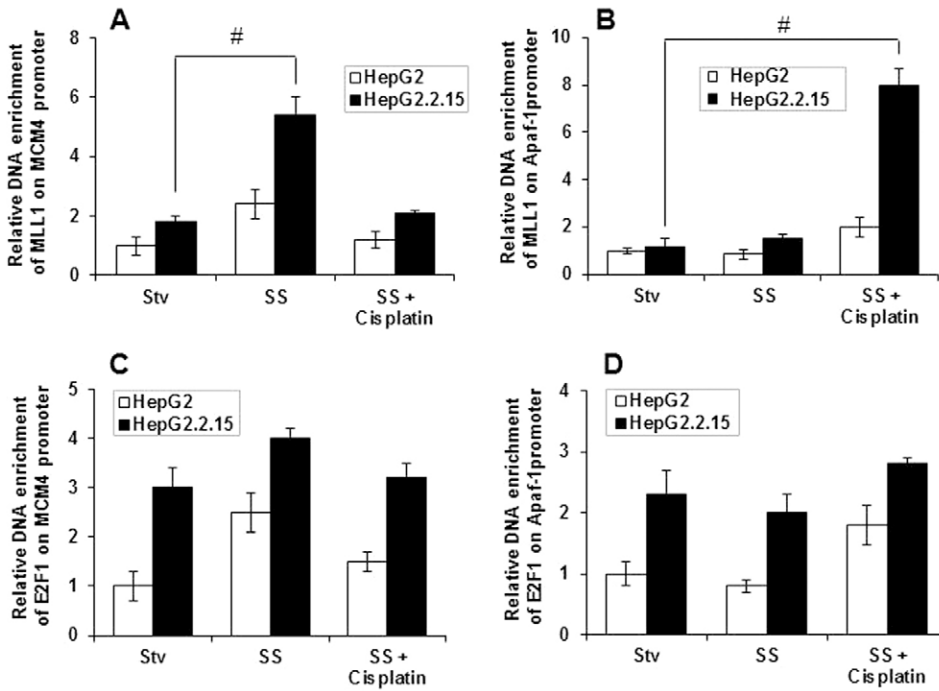 A
Relative DNA enrichment
of MLL1 on MCM4 promoter
8
6
4
2
0
#
HepG2
HepG2.2.15
Stv
SS
SS +
Cisplatin
B
Relative DNA enrichment
of MLL1 on Apaf-1promoter
10
8
6
4
2
0
#
HepG2
HepG2.2.15
Stv
SS
SS +
Cisplatin
C
Relative DNA enrichment
of E2F1 on MCM4 promoter
5
4
3
2
1
0
HepG2
HepG2.2.15
Stv
SS
SS +
Cisplatin
D
Relative DNA enrichment
of E2F1 on Apaf-1promoter
4
3
2
1
0
HepG2
HepG2.2.15
Stv
SS
SS +
Cisplatin